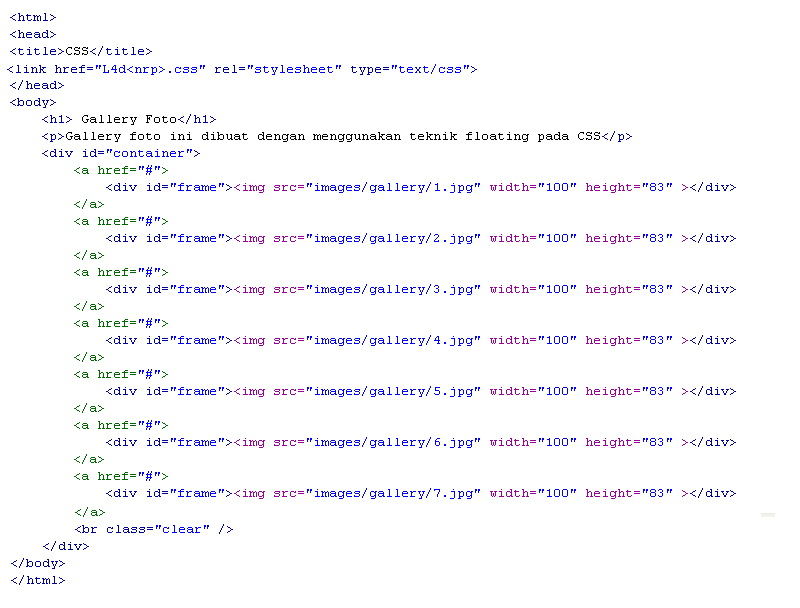 <html>
<head>
<title>CSS</title>
<link href="L4d<nrp>.css" rel="stylesheet" type="text/css">
</head>
<body>
<h1> Gallery Foto</h1>
<p>Gallery foto ini dibuat dengan menggunakan teknik floating pada CSS</p>
<div id="container">
<a href="#">
<div id="frame"><img src="images/gallery/1.jpg" width="100" height="83" ></div>
</a>
<a href="#">
<div id="frame"><img src="images/gallery/2.jpg" width="100" height="83" ></div>
</a>
<a href="#">
<div id="frame"><img src="images/gallery/3.jpg" width="100" height="83" ></div>
</a>
<a href="#">
<div id="frame"><img src="images/gallery/4.jpg" width="100" height="83" ></div>
</a>
<a href="#">
<div id="frame"><img src="images/gallery/5.jpg" width="100" height="83" ></div>
</a>
<a href="#">
<div id="frame"><img src="images/gallery/6.jpg" width="100" height="83" ></div>
</a>
<a href="#">
<div id="frame"><img src="images/gallery/7.jpg" width="100" height="83" ></div>
</a>
<br class="clear" />
</div>
</body>
</html>